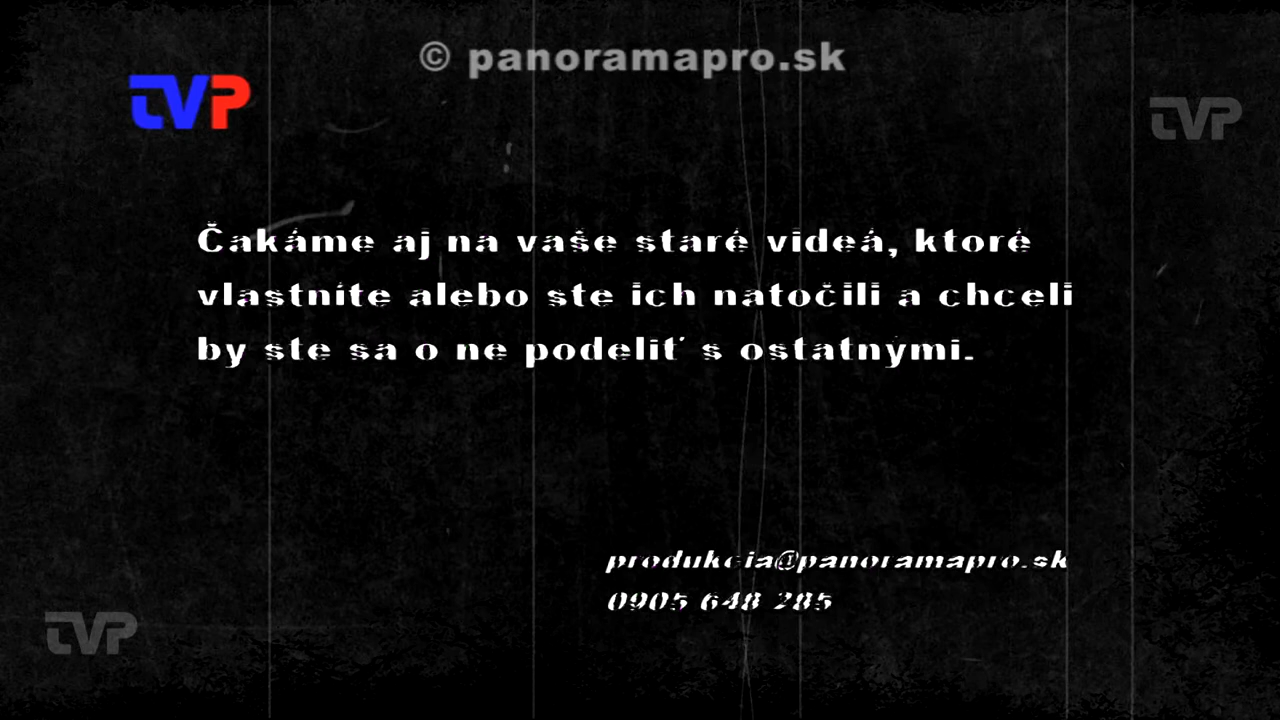 © panoramapro.sk
TVP
TVP
Čakáme aj na vaše staré videá, ktoré
vlastníte alebo ste ich natočili a chceli
by ste sa o ne podeliť s ostatnými.
produkcia@panoramapro.sk
0905 648 285
TVP